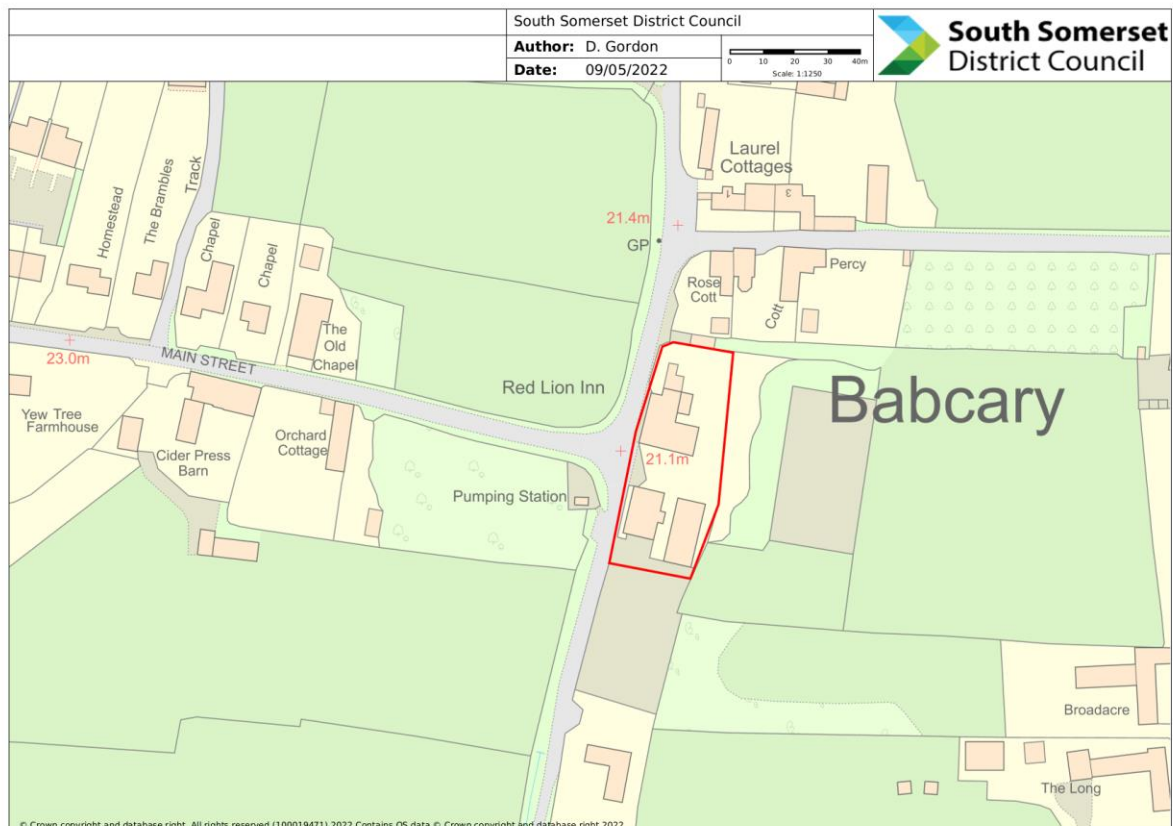 South Somerset District Council
Author: D. Gordon
Date: 09/05/2022
0 10 20 30 40m
Scale: 1:1250
South Somerset
District Council
Laurel
Cottages
1
3
21.4m
GP
Homestead
The Brambles
Track
Chapel
Chapel
The
Old
Chapel
Rose
Cott
Cott
Percy
23.0m
MAIN STREET
Red Lion Inn
Babcary
Yew Tree
Farmhouse
Cider Press
Barn
Orchard
Cottage
21.1m
Pumping Station
Broadacre
The Long
© Crown copyright and database right. All rights reserved (100019471) 2022 Contains OS data © Crown copyright and database right 2022